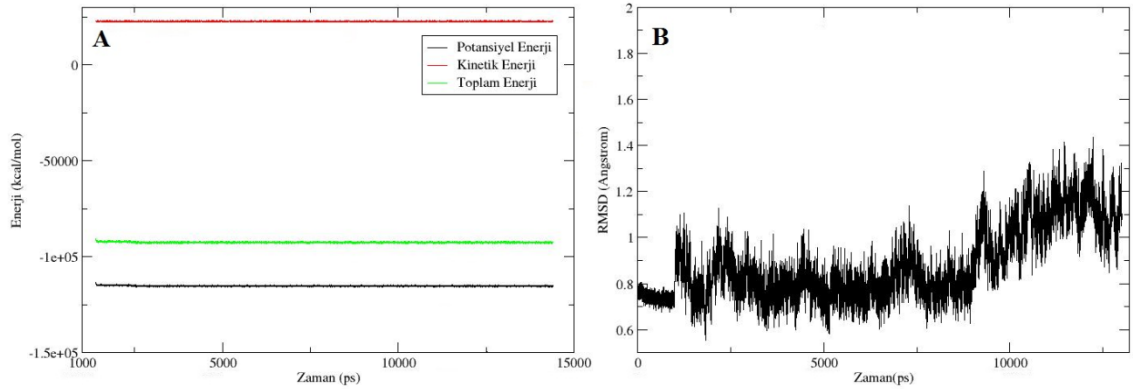 A
Potansiyel Enerji
Kinetik Enerji
Toplam Enerji
Enerji (kcal/mol)
0
-50000
-1e+05
-1.5e+05
1000
5000
10000
15000
Zaman (ps)
B
RMSD (Angstrom)
2
1.8
1.6
1.4
1.2
1
0.8
0.6
0
5000
10000
Zaman(ps)